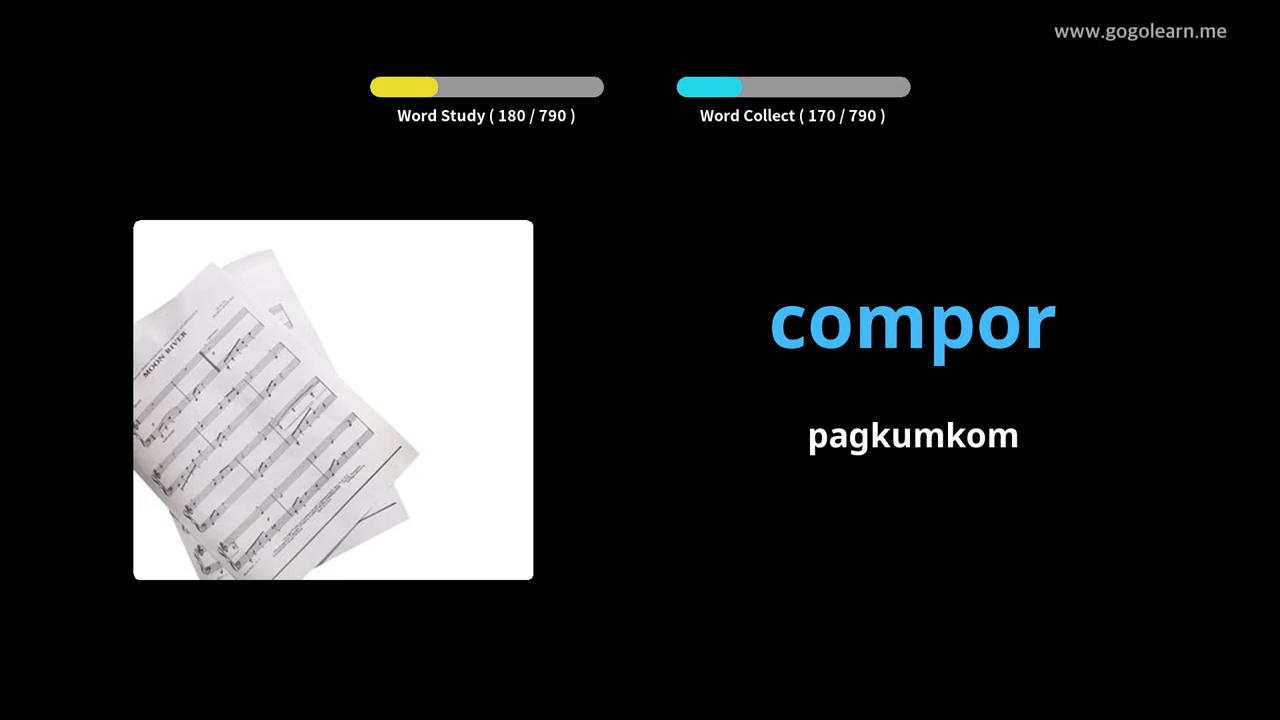 www.gogolearn.me
Word Study ( 180 / 790 )
Word Collect ( 170 / 790 )
MOON RIVER
compor
pagkumkom